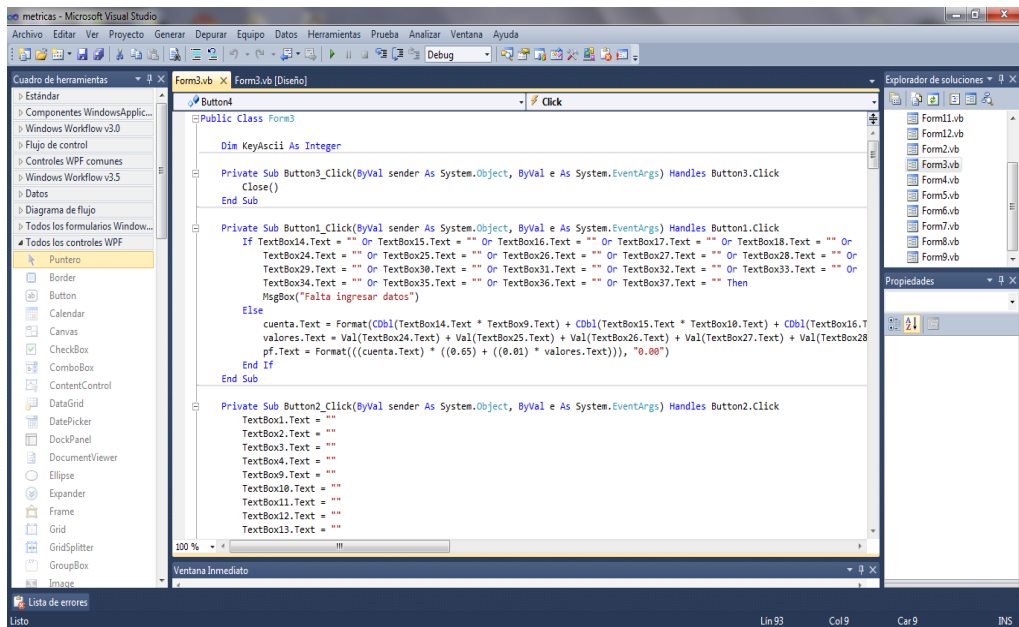 metricas - Microsoft Visual Studio
Archivo Editar Ver Proyecto Generar Depurar Equipo Datos Herramientas Prueba Analizar Ventana Ayuda
Debug
Cuadro de herramientas
Estándar
Componentes WindowsApplic...
Windows Workflow v3.0
Flujo de control
Controles WPF comunes
Windows Workflow v3.5
Datos
Diagrama de flujo
Todos los formularios Window...
Todos los controles WPF
Puntero
Border
Button
Calendar
Canvas
CheckBox
ComboBox
ContentControl
DataGrid
DatePicker
DockPanel
DocumentViewer
Ellipse
Expander
Frame
Grid
GridSplitter
GroupBox
Image
Form3.vb Form3.vb [Diseño]
Button4 Click
Public Class Form3
Dim KeyAscii As Integer
Private Sub Button3_Click(ByVal sender As System.Object, ByVal e As System.EventArgs) Handles Button3.Click
Close()
End Sub
Private Sub Button1_Click(ByVal sender As System.Object, ByVal e As System.EventArgs) Handles Button1.Click
If TextBox14.Text = "" Or TextBox15.Text = "" Or TextBox16.Text = "" Or TextBox17.Text = "" Or TextBox18.Text = "" Or
TextBox24.Text = "" Or TextBox25.Text = "" Or TextBox26.Text = "" Or TextBox27.Text = "" Or TextBox28.Text = "" Or
TextBox29.Text = "" Or TextBox30.Text = "" Or TextBox31.Text = "" Or TextBox32.Text = "" Or TextBox33.Text = "" Or
TextBox34.Text = "" Or TextBox35.Text = "" Or TextBox36.Text = "" Or TextBox37.Text = "" Then
MsgBox("Falta ingresar datos")
Else
cuenta.Text = Format(CDbl(TextBox14.Text * TextBox9.Text) + CDbl(TextBox15.Text * TextBox10.Text) + CDbl(TextBox16.T
valores.Text = Val(TextBox24.Text) + Val(TextBox25.Text) + Val(TextBox26.Text) + Val(TextBox27.Text) + Val(TextBox28
pf.Text = Format(((cuenta.Text) * ((0.65) + ((0.01) * valores.Text))), "0.00")
End If
End Sub
Private Sub Button2_Click(ByVal sender As System.Object, ByVal e As System.EventArgs) Handles Button2.Click
TextBox1.Text = ""
TextBox2.Text = ""
TextBox3.Text = ""
TextBox4.Text = ""
TextBox9.Text = ""
TextBox10.Text = ""
TextBox11.Text = ""
TextBox12.Text = ""
TextBox13.Text = ""
100 %
Ventana Inmediato
Explorador de soluciones
Form11.vb
Form12.vb
Form2.vb
Form3.vb
Form4.vb
Form5.vb
Form6.vb
Form7.vb
Form8.vb
Form9.vb
Propiedades
Lista de errores
Listo Lín 93 Col 9 Car 9 INS